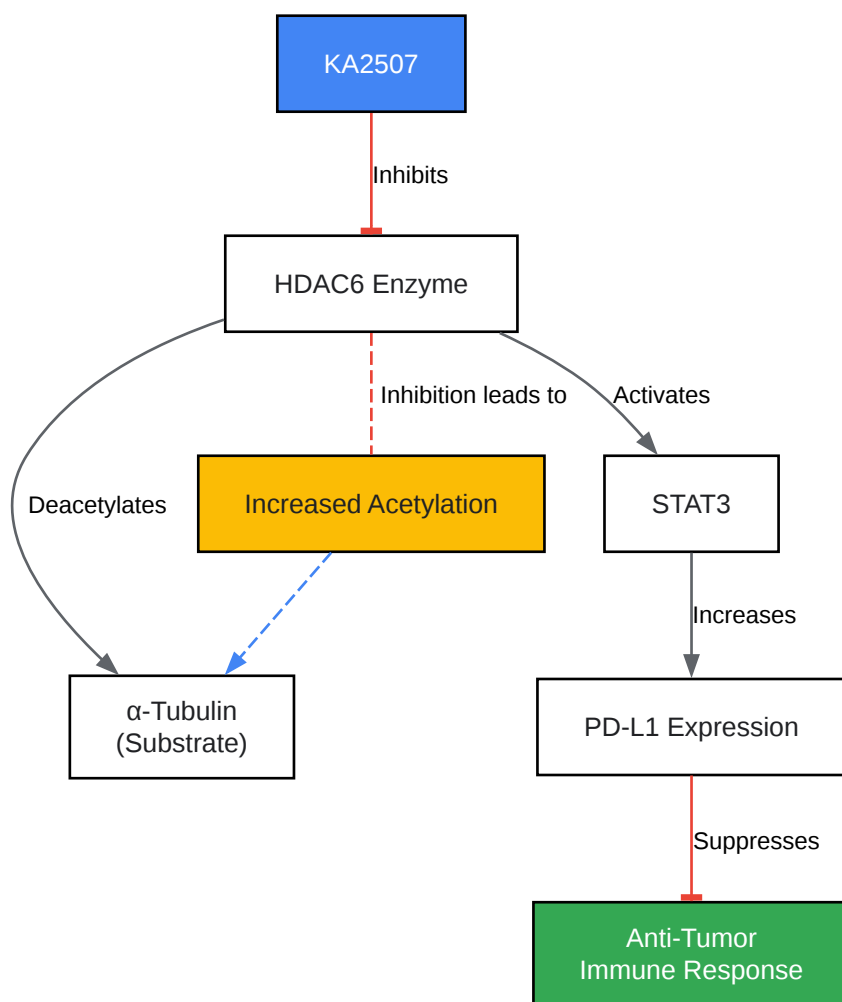 KA2507
Inhibits
HDAC6 Enzyme
Inhibition leads to
Activates
Deacetylates
Increased Acetylation
STAT3
Increases
α-Tubulin
(Substrate)
PD-L1 Expression
Suppresses
Anti-Tumor
Immune Response